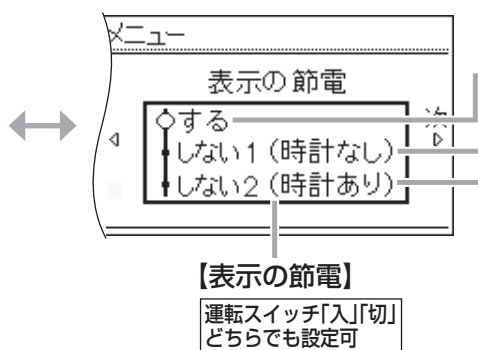 メニュー
表示の節電
する
しない1（時計なし）
しない2（時計あり）
次
【表示の節電】
運転スイッチ「入」「切」
どちらでも設定可